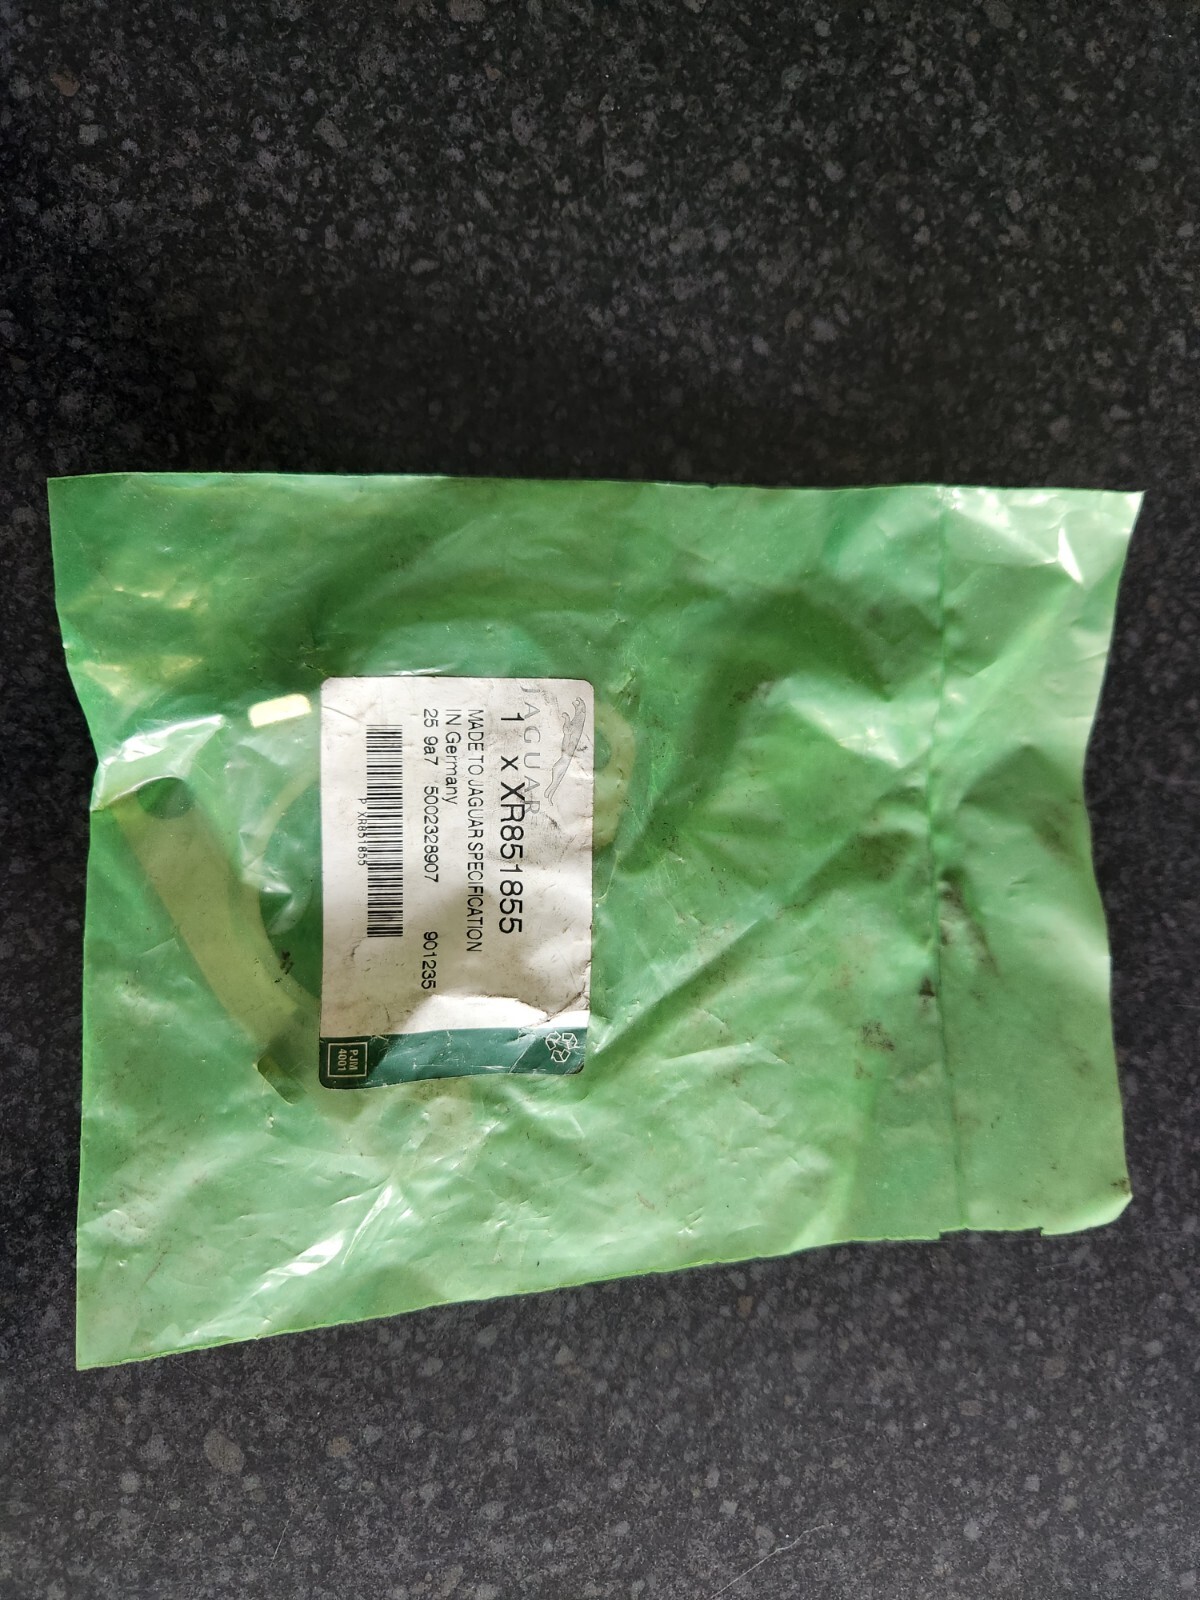 JAGUAR
1 x XR851855
MADE TO JAGUAR SPECIFICATION
IN Germany
25 9a7 5002328907 901235
P XR851855
PJM
4001